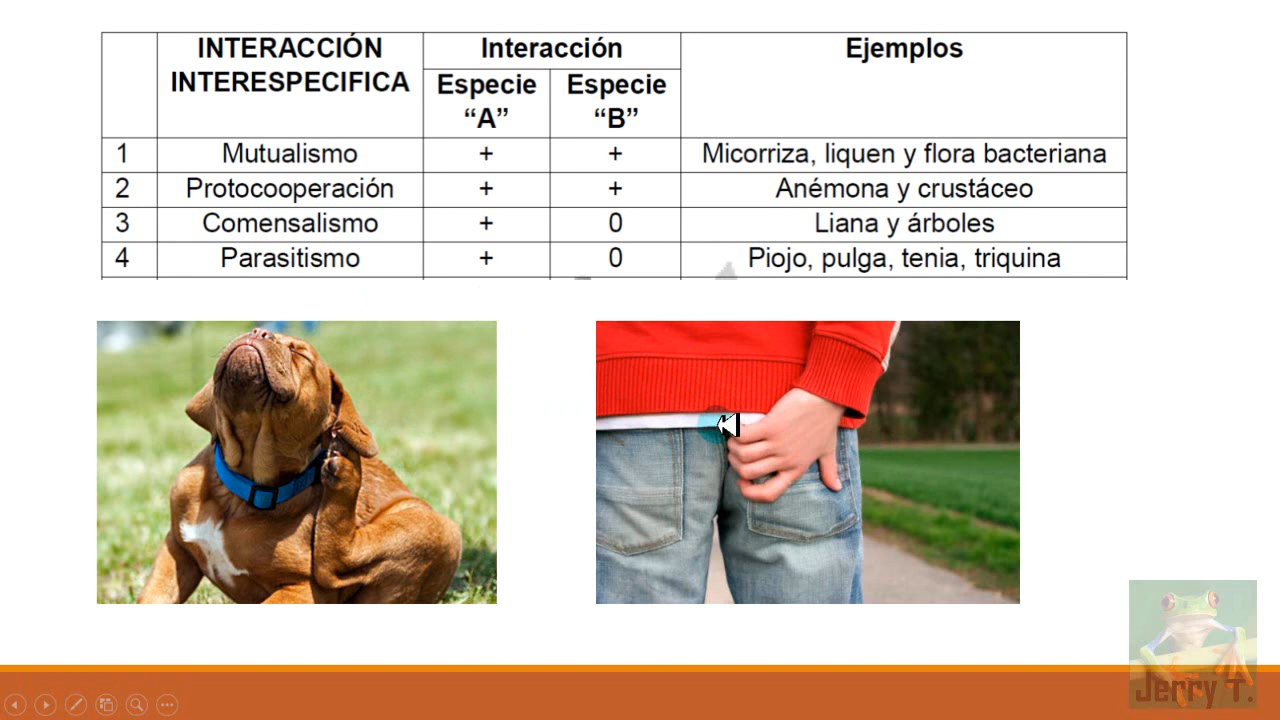 INTERACCIÓN INTERESPECIFICA Interacción Ejemplos
Especie "A" Especie "B"
1 Mutualismo + + Micorriza, liquen y flora bacteriana
2 Protocooperación + + Anémona y crustáceo
3 Comensalismo + 0 Liana y árboles
4 Parasitismo + 0 Piojo, pulga, tenia, triquina
Jerry T.